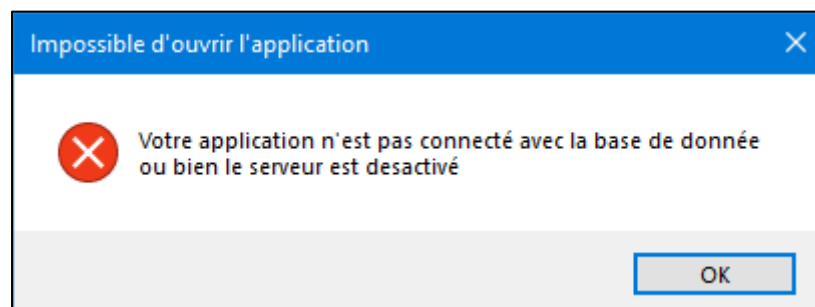 Impossible d'ouvrir l'application
Votre application n'est pas connecté avec la base de donnée
ou bien le serveur est desactivé
OK